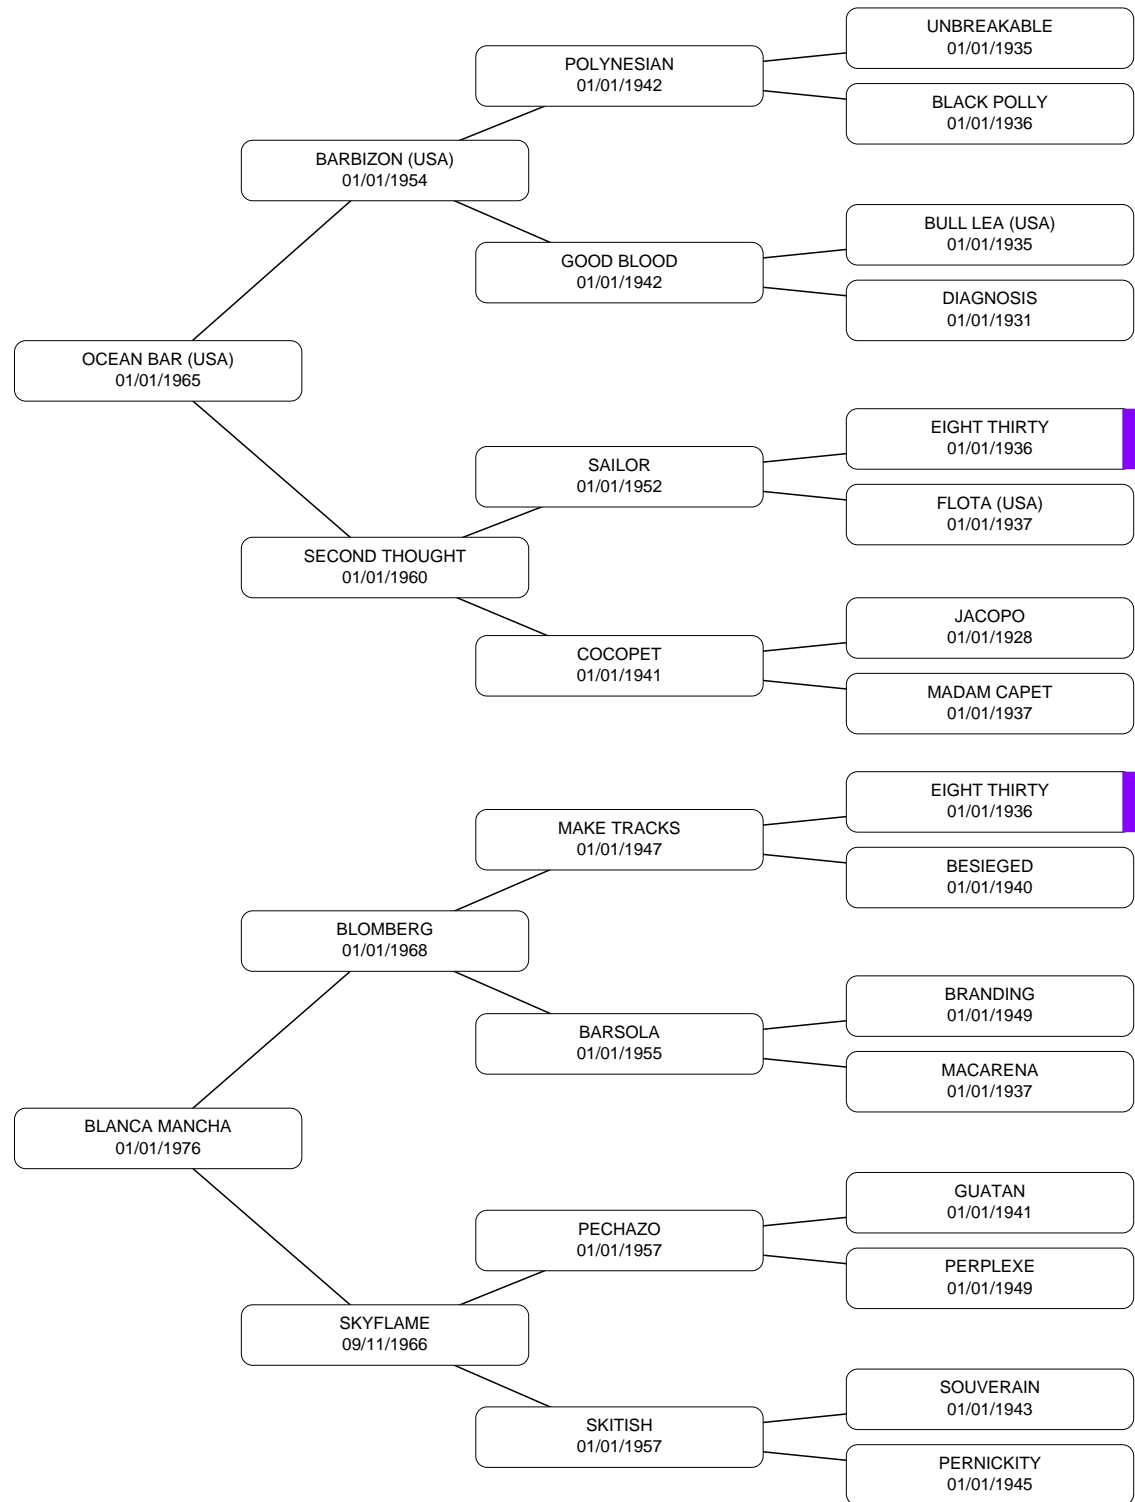 UNBREAKABLE
01/01/1935
POLYNESIAN
01/01/1942
BLACK POLLY
01/01/1936
BARBIZON (USA)
01/01/1954
BULL LEA (USA)
01/01/1935
GOOD BLOOD
01/01/1942
DIAGNOSIS
01/01/1931
OCEAN BAR (USA)
01/01/1965
EIGHT THIRTY
01/01/1936
SAILOR
01/01/1952
FLOTA (USA)
01/01/1937
SECOND THOUGHT
01/01/1960
JACOPO
01/01/1928
COCOPET
01/01/1941
MADAM CAPET
01/01/1937
EIGHT THIRTY
01/01/1936
MAKE TRACKS
01/01/1947
BESIEGED
01/01/1940
BLOMBERG
01/01/1968
BRANDING
01/01/1949
BARSOLA
01/01/1955
MACARENA
01/01/1937
BLANCA MANCHA
01/01/1976
GUATAN
01/01/1941
PECHAZO
01/01/1957
PERPLEXE
01/01/1949
SKYFLAME
09/11/1966
SOUVERAIN
01/01/1943
SKITISH
01/01/1957
PERNICKITY
01/01/1945